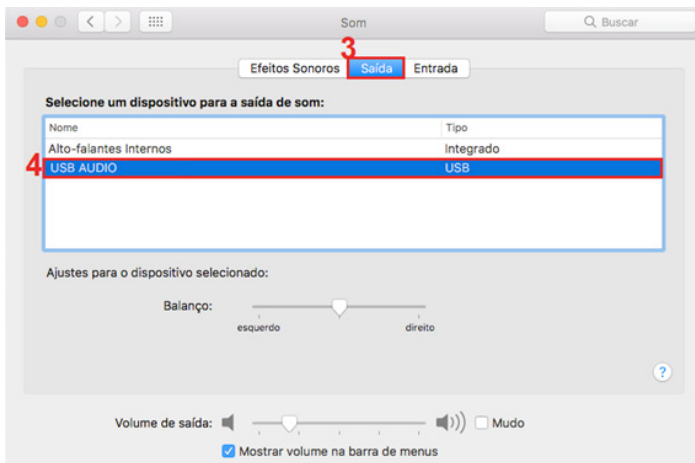 Som
Buscar
3
Efeitos Sonoros Saída Entrada
Selecione um dispositivo para a saída de som:
Nome Tipo
Alto-falantes Internos Integrado
4 USB AUDIO USB
Ajustes para o dispositivo selecionado:
Balanço:
esquerdo direito
?
Volume de saída: Mudo
Mostrar volume na barra de menus